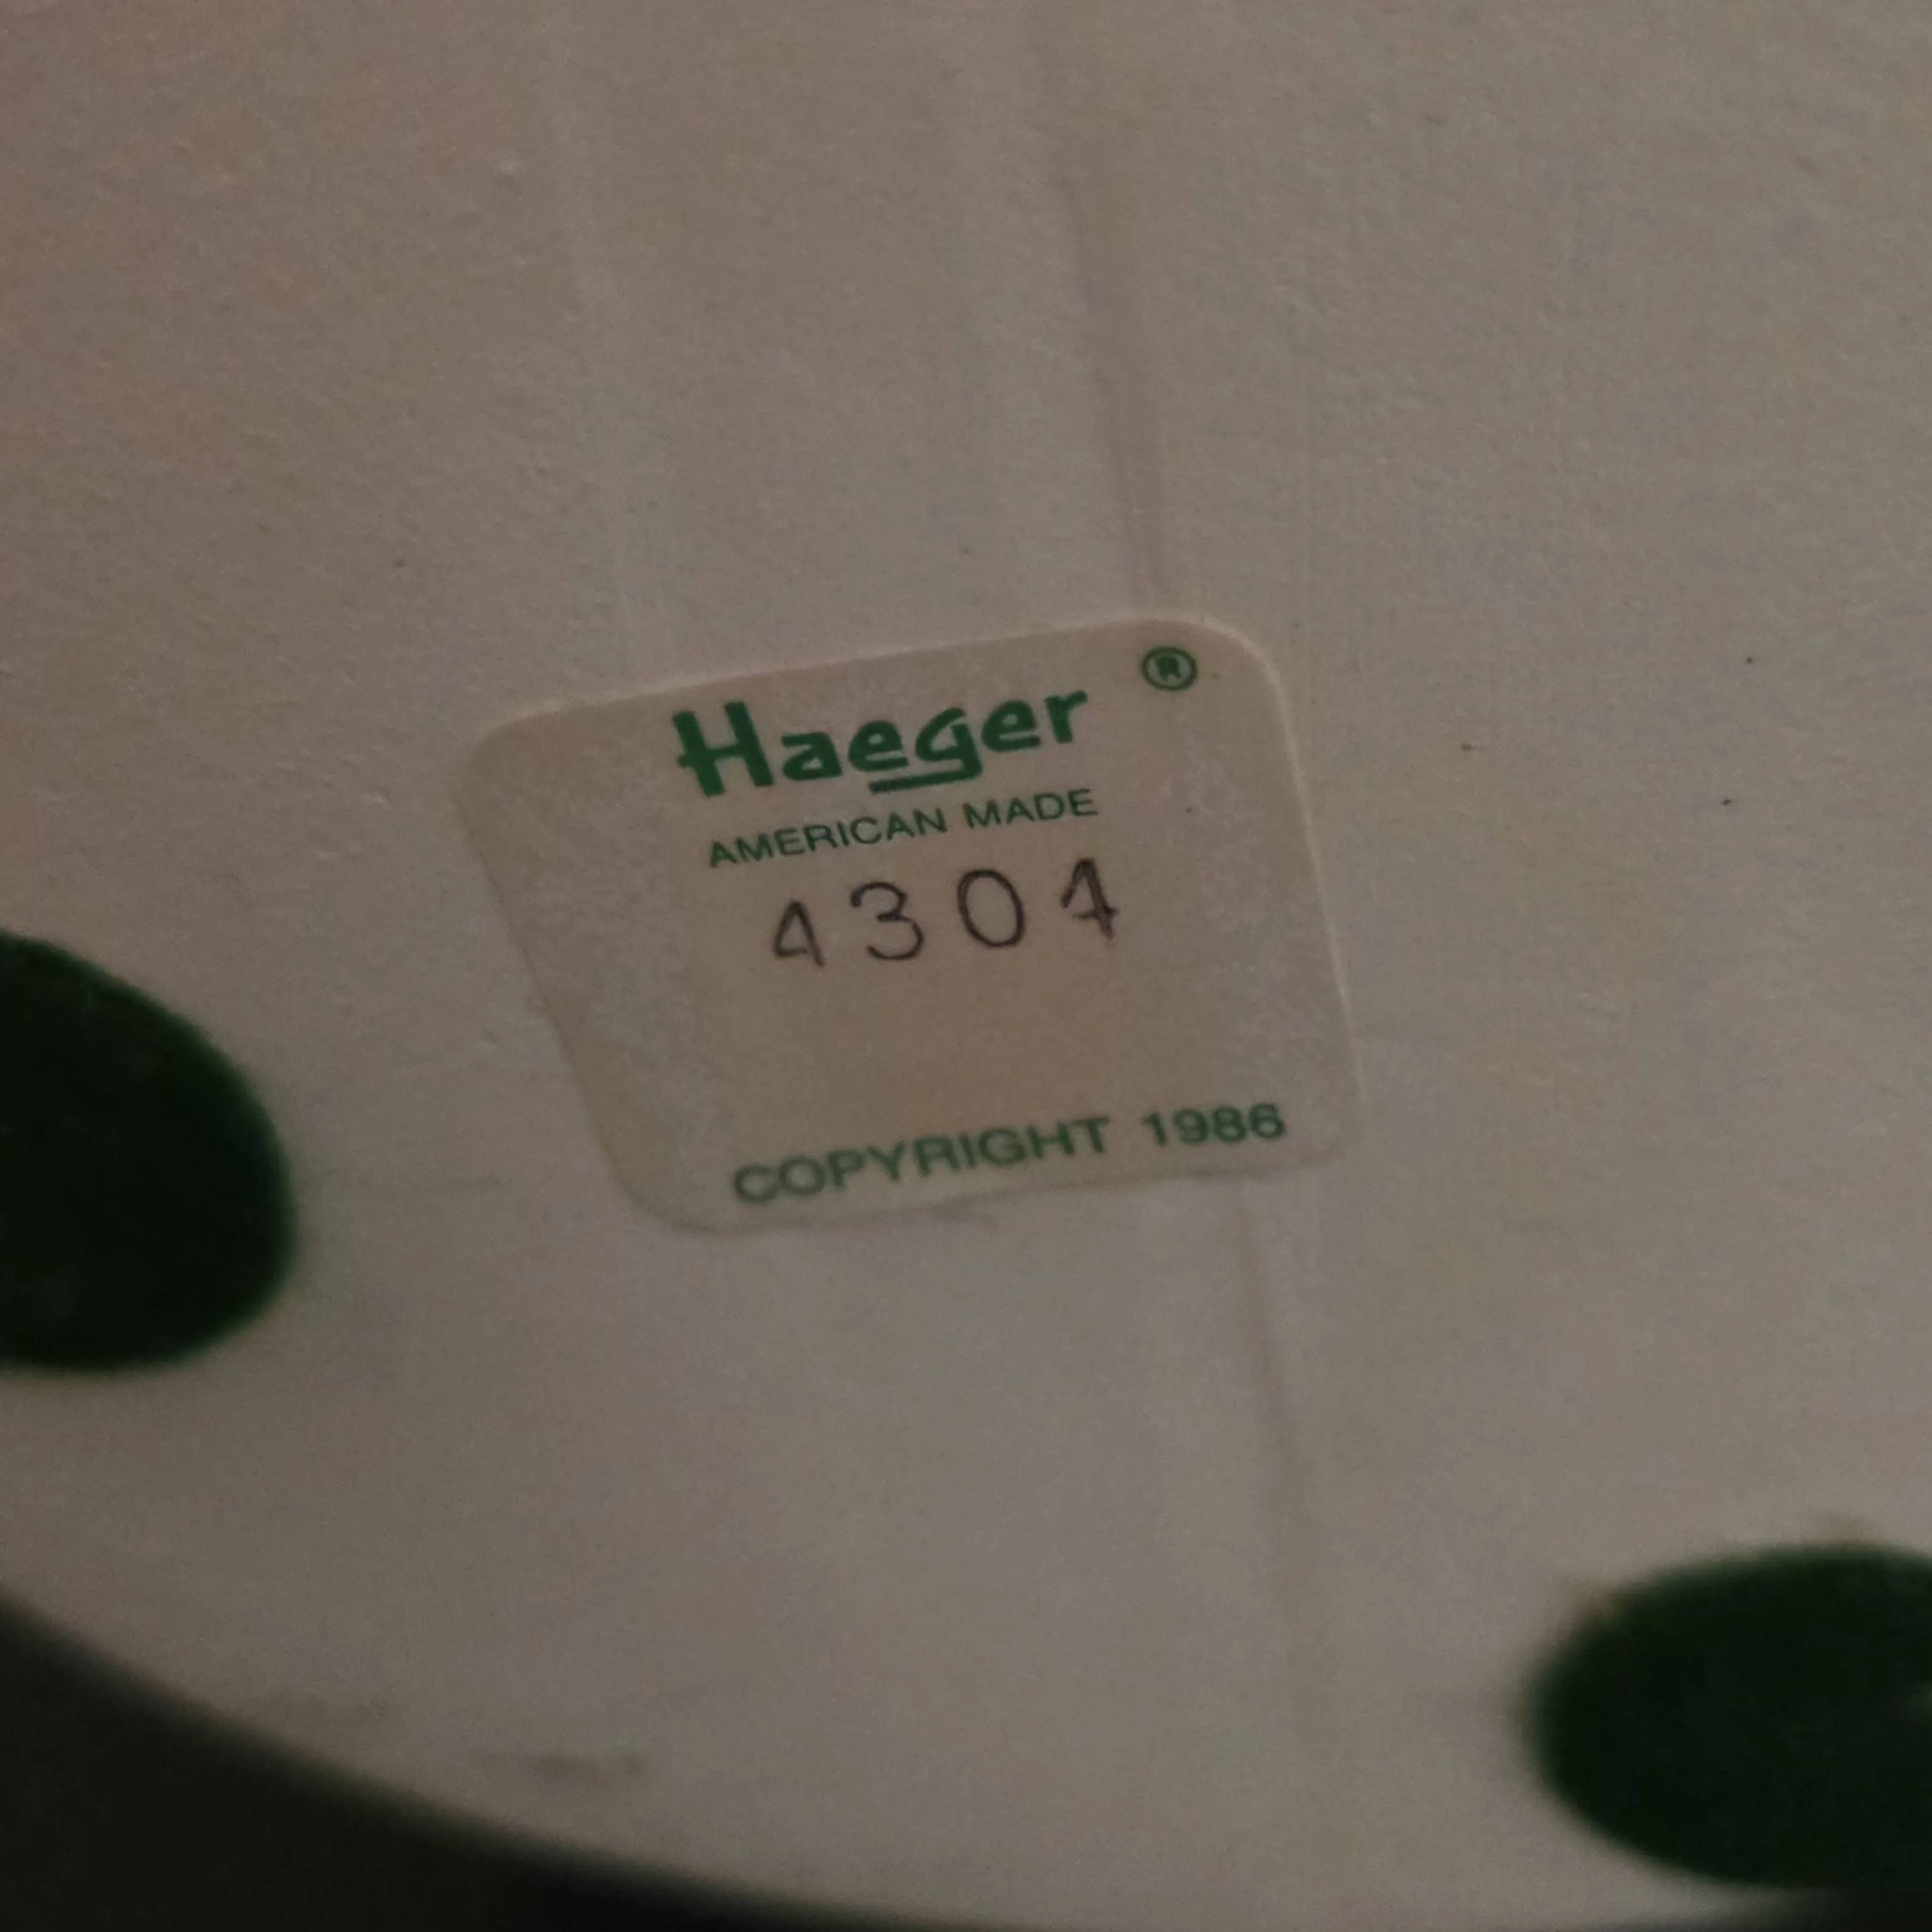 Haeger ®
AMERICAN MADE
4304
COPYRIGHT 1986